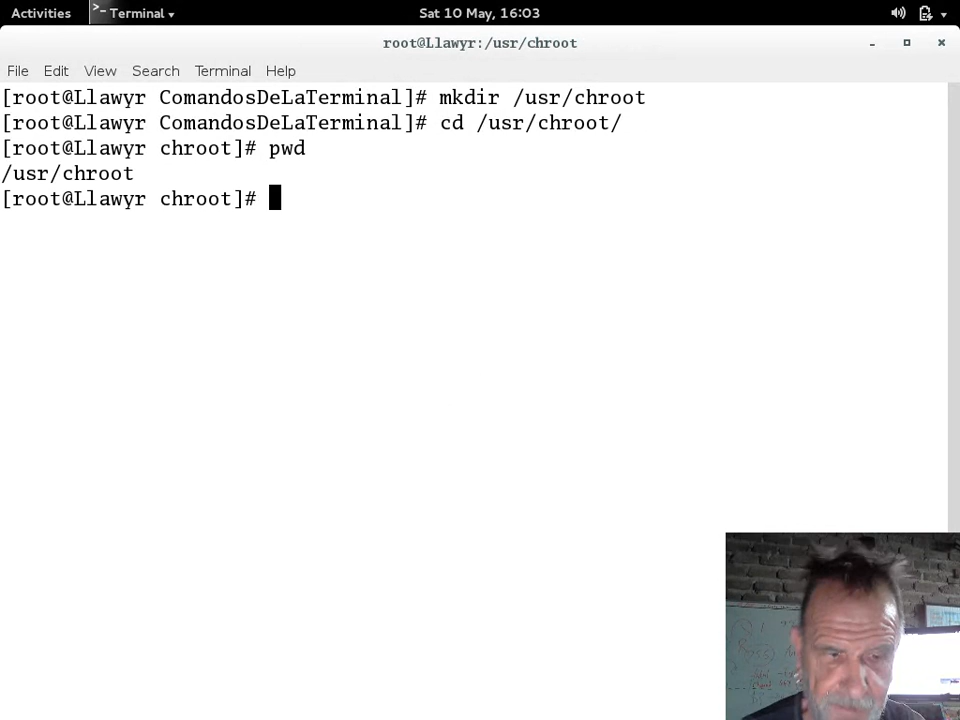 Activities
>_ Terminal
Sat 10 May, 16:03
root@Llawyr:/usr/chroot
File Edit View Search Terminal Help
[root@Llawyr ComandosDeLaTerminal]# mkdir /usr/chroot
[root@Llawyr ComandosDeLaTerminal]# cd /usr/chroot/
[root@Llawyr chroot]# pwd
/usr/chroot
[root@Llawyr chroot]#